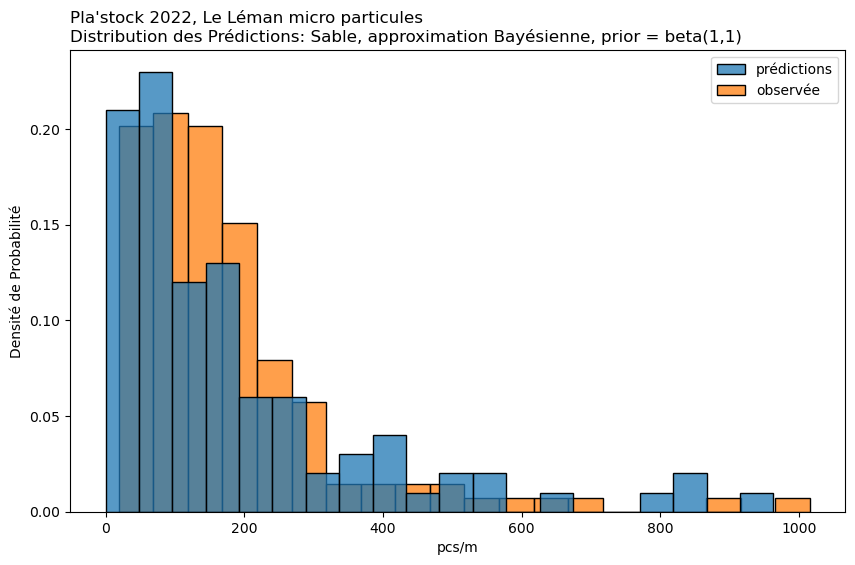 Pla'stock 2022, Le Léman micro particules
Distribution des Prédictions: Sable, approximation Bayésienne, prior = beta(1,1)
prédictions
observée
Densité de Probabilité
0.20
0.15
0.10
0.05
0.00
0
200
400
600
800
1000
pcs/m